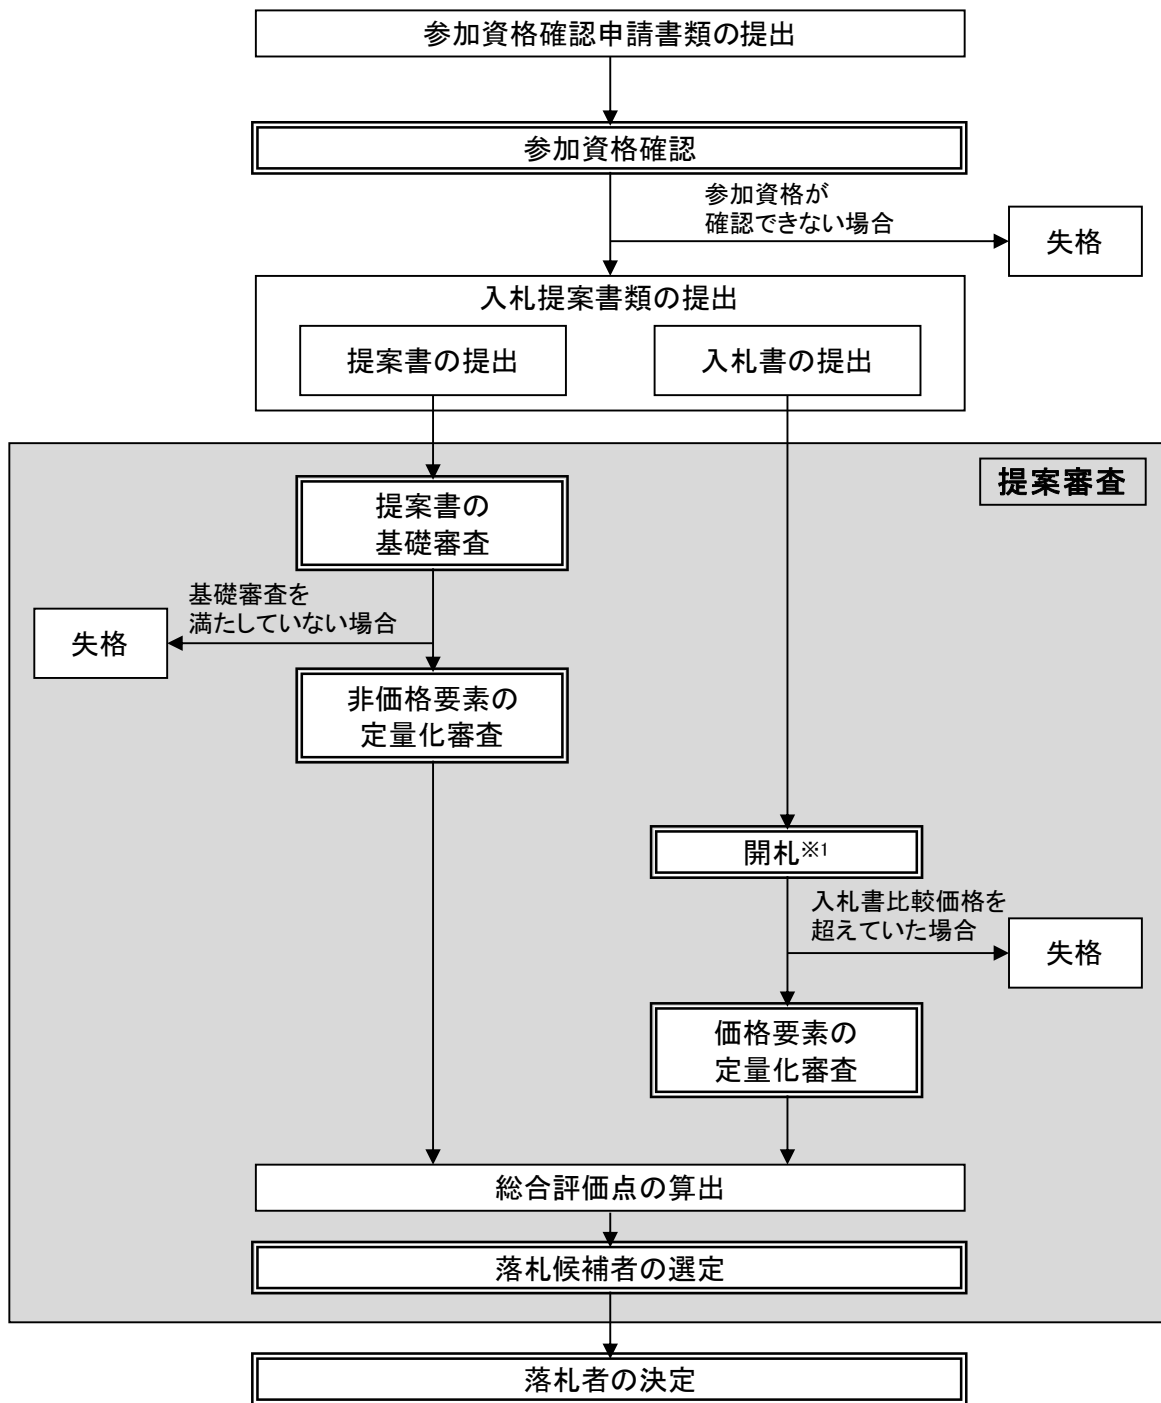 参加資格確認申請書類の提出
参加資格確認
参加資格が
確認できない場合
失格
入札提案書類の提出
提案書の提出
入札書の提出
提案審査
提案書の
基礎審査
基礎審査を
満たしていない場合
失格
非価格要素の
定量化審査
開札※1
入札書比較価格を
超えていた場合
失格
価格要素の
定量化審査
総合評価点の算出
落札候補者の選定
落札者の決定